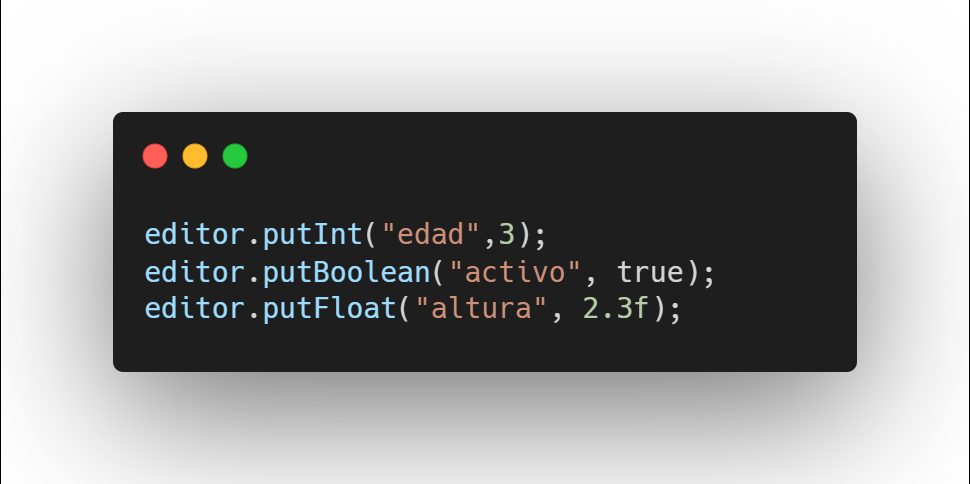 editor.putInt("edad",3);
editor.putBoolean("activo", true);
editor.putFloat("altura", 2.3f);